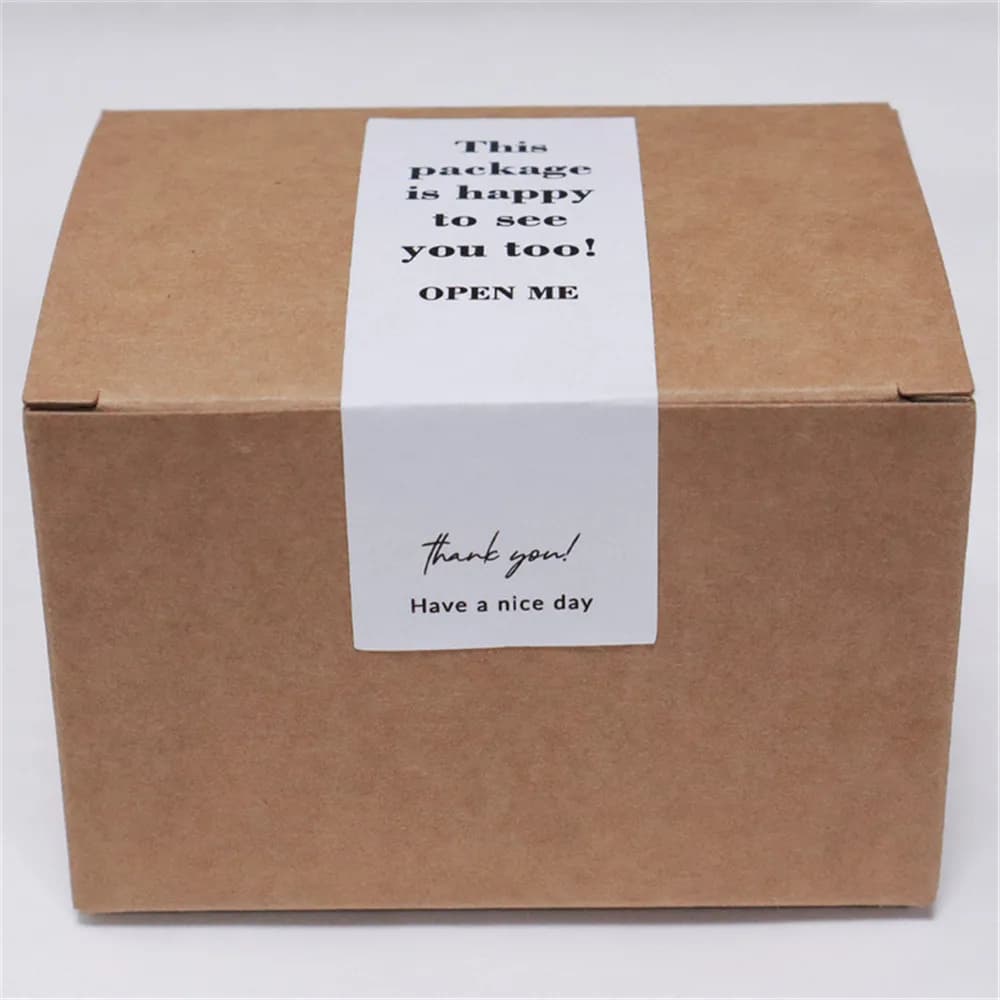 This
package
is happy
to see
you too!
OPEN ME
thank you!
Have a nice day